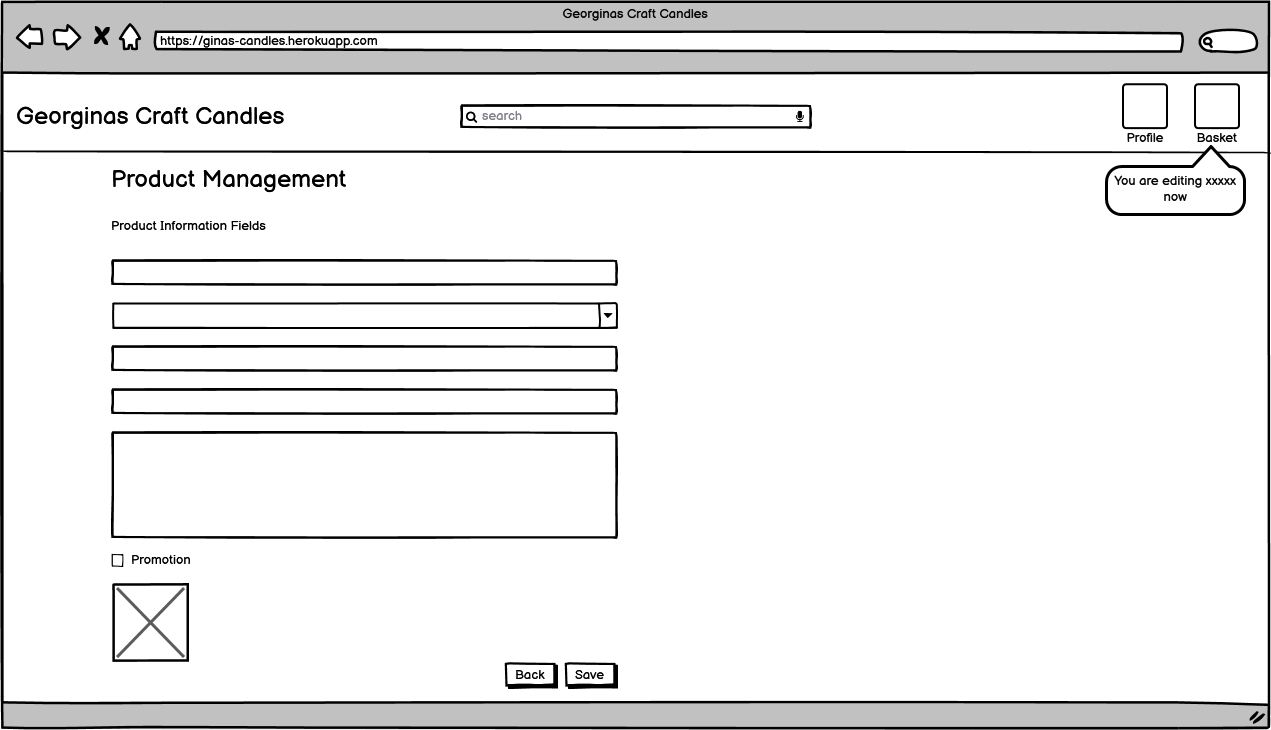 Georginas Craft Candles
https://ginas-candles.herokuapp.com
Georginas Craft Candles
search
Profile
Basket
You are editing xxxxx
now
Product Management
Product Information Fields
Promotion
Back
Save